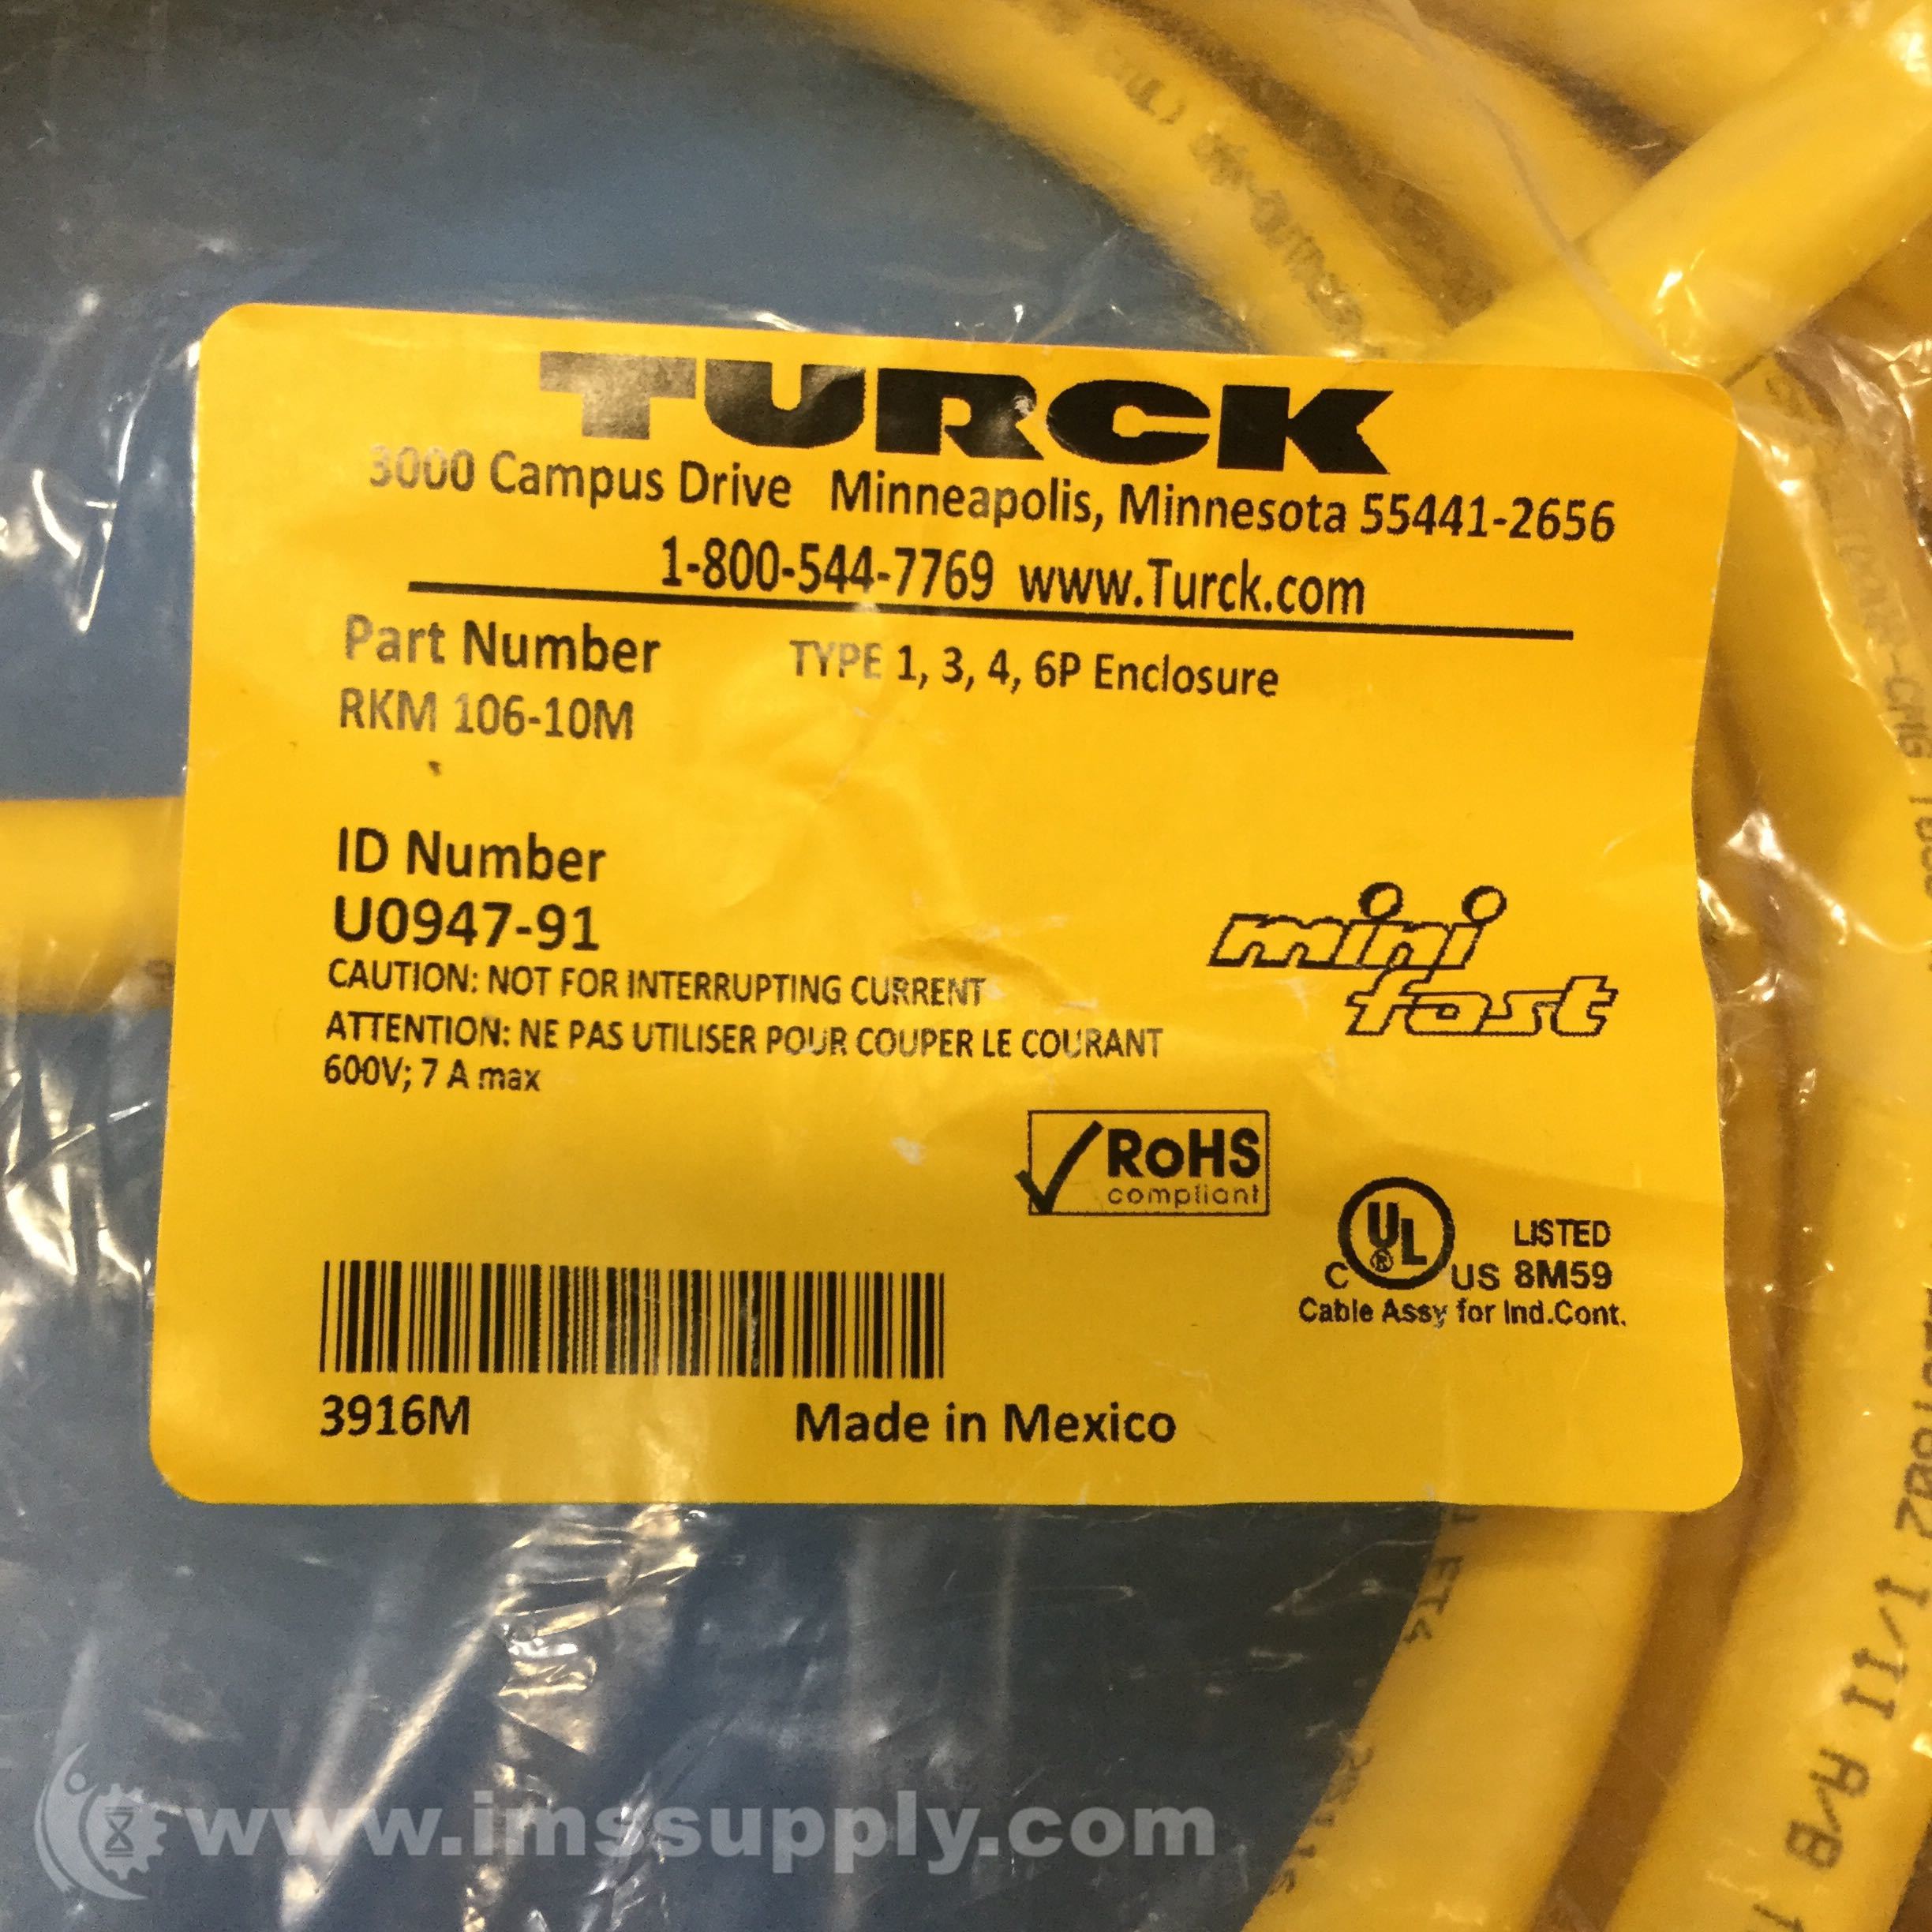 TURCK
3000 Campus Drive Minneapolis, Minnesota 55441-2656
1-800-544-7769 www.Turck.com
Part Number TYPE 1, 3, 4, 6P Enclosure
RKM 106-10M
ID Number
U0947-91
mini
fast
CAUTION: NOT FOR INTERRUPTING CURRENT
ATTENTION: NE PAS UTILISER POUR COUPER LE COURANT
600V; 7 A max
RoHS
compliant
UL ® LISTED
C US 8M59
Cable Assy for Ind.Cont.
3916M Made in Mexico
FT4
1/II A/B
www.imssupply.com